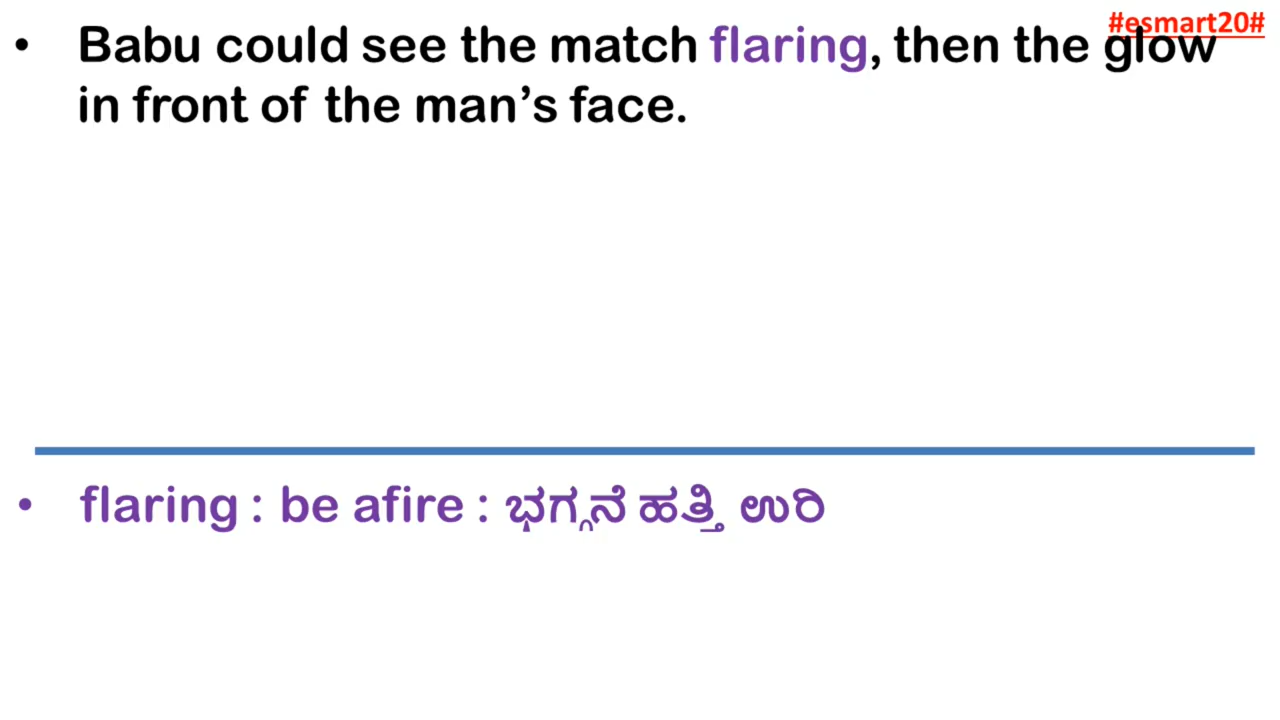 #esmart20#
• Babu could see the match flaring, then the glow
in front of the man’s face.
• flaring : be afire : ಭಗ್ಗನೆ ಹತ್ತಿ ಉರಿ